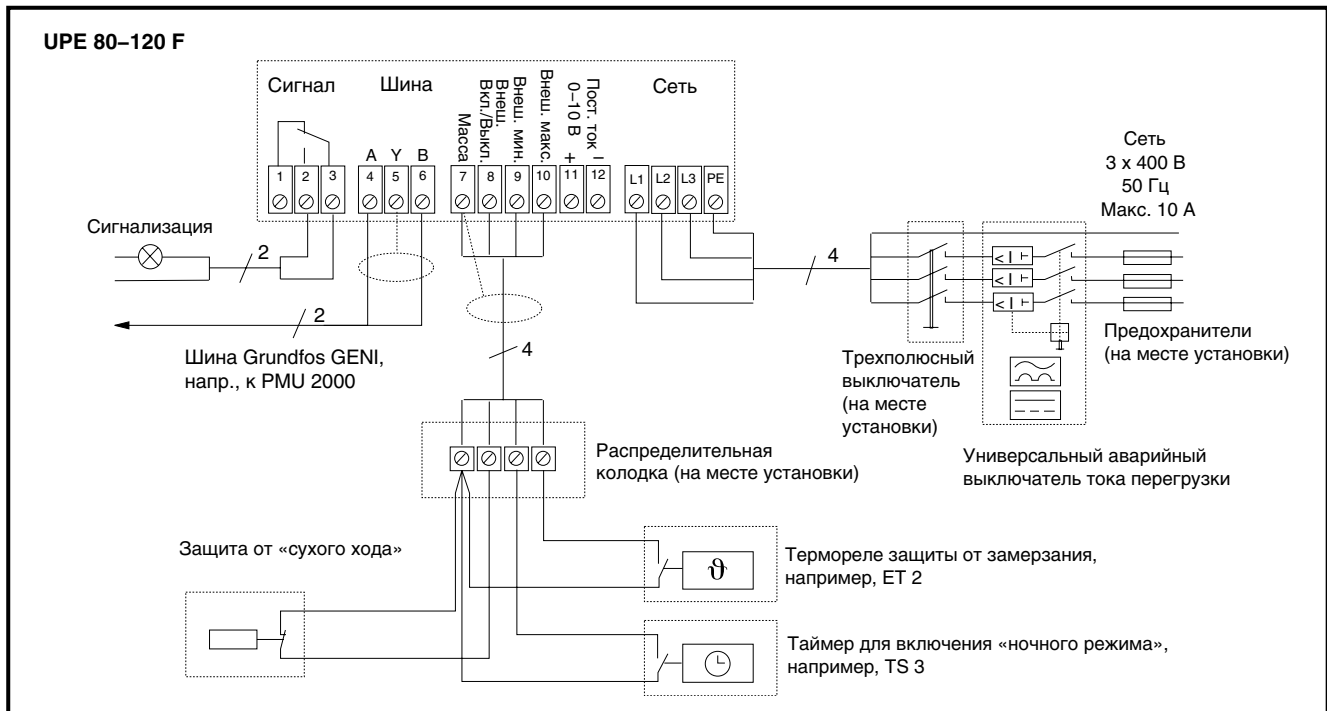 UPE 80–120 F
Сигнал
Шина
Масса
Внеш.
Вкл./Выкл.
Внеш. мин.
Внеш. макс.
0–10 В
Пост. ток
+
–
Сеть
A Y B
1 2 3 4 5 6 7 8 9 10 11 12 L1 L2 L3 PE
Сеть
3 x 400 В
50 Гц
Макс. 10 А
Сигнализация
2
4
2
Шина Grundfos GENI,
напр., к PMU 2000
4
Трехполюсный
выключатель
(на месте
установки)
Предохранители
(на месте установки)
Универсальный аварийный
выключатель тока перегрузки
Распределительная
колодка (на месте установки)
Защита от «сухого хода»
ϑ
Термореле защиты от замерзания,
например, ET 2
Таймер для включения «ночного режима»,
например, TS 3